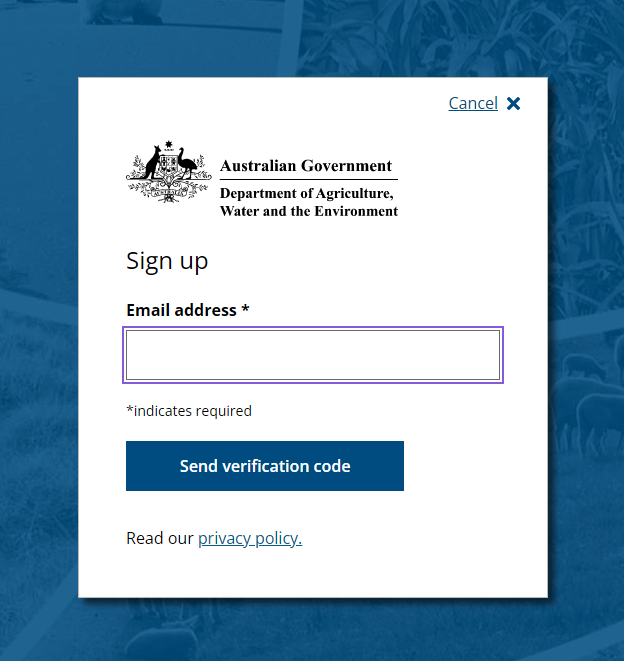 Cancel
Australian Government
Department of Agriculture,
Water and the Environment
Sign up
Email address *
*indicates required
Send verification code
Read our privacy policy.